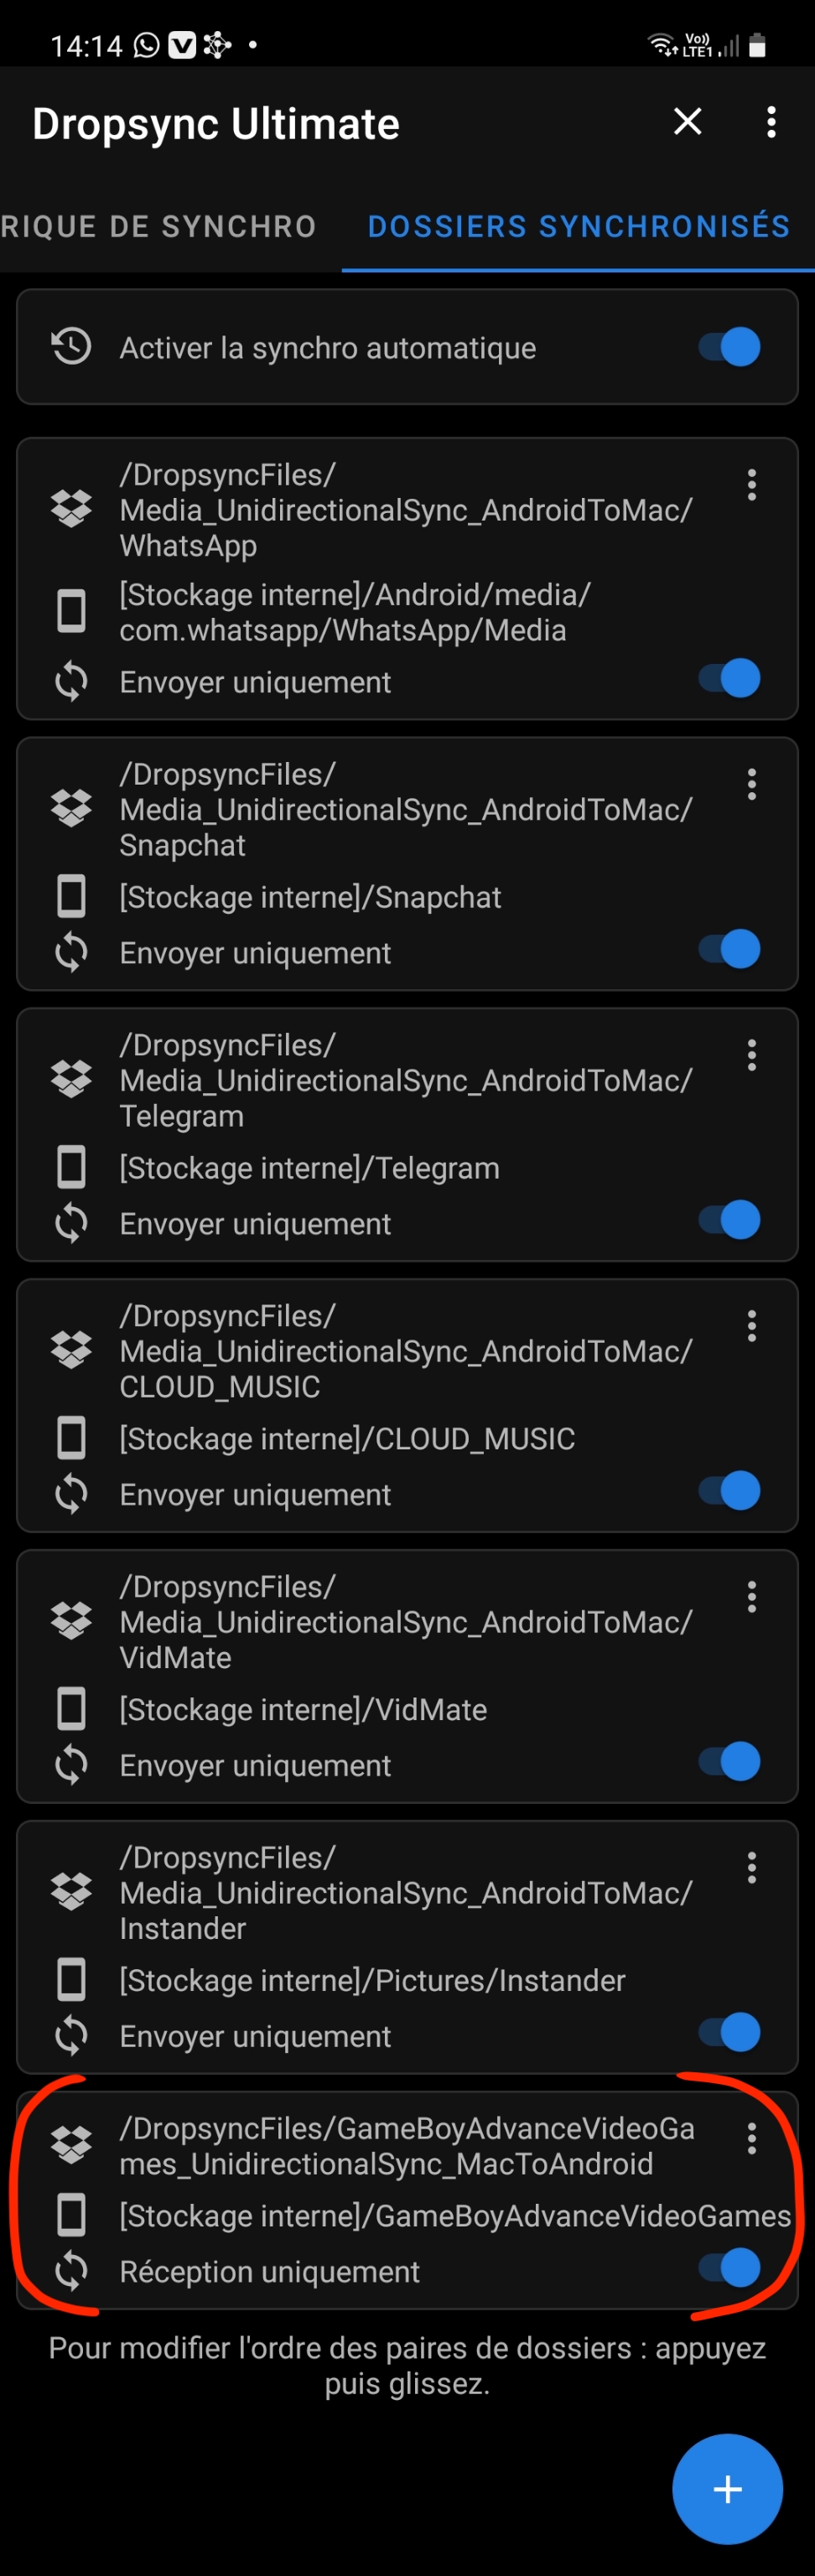 14:14
Vo)) LTE1
Dropsync Ultimate
RIQUE DE SYNCHRO
DOSSIERS SYNCHRONISÉS
Activer la synchro automatique
/DropsyncFiles/
Media_UnidirectionalSync_AndroidToMac/
WhatsApp
[Stockage interne]/Android/media/
com.whatsapp/WhatsApp/Media
Envoyer uniquement
/DropsyncFiles/
Media_UnidirectionalSync_AndroidToMac/
Snapchat
[Stockage interne]/Snapchat
Envoyer uniquement
/DropsyncFiles/
Media_UnidirectionalSync_AndroidToMac/
Telegram
[Stockage interne]/Telegram
Envoyer uniquement
/DropsyncFiles/
Media_UnidirectionalSync_AndroidToMac/
CLOUD_MUSIC
[Stockage interne]/CLOUD_MUSIC
Envoyer uniquement
/DropsyncFiles/
Media_UnidirectionalSync_AndroidToMac/
VidMate
[Stockage interne]/VidMate
Envoyer uniquement
/DropsyncFiles/
Media_UnidirectionalSync_AndroidToMac/
Instander
[Stockage interne]/Pictures/Instander
Envoyer uniquement
/DropsyncFiles/GameBoyAdvanceVideoGa
mes_UnidirectionalSync_MacToAndroid
[Stockage interne]/GameBoyAdvanceVideoGames
Réception uniquement
Pour modifier l'ordre des paires de dossiers : appuyez
puis glissez.